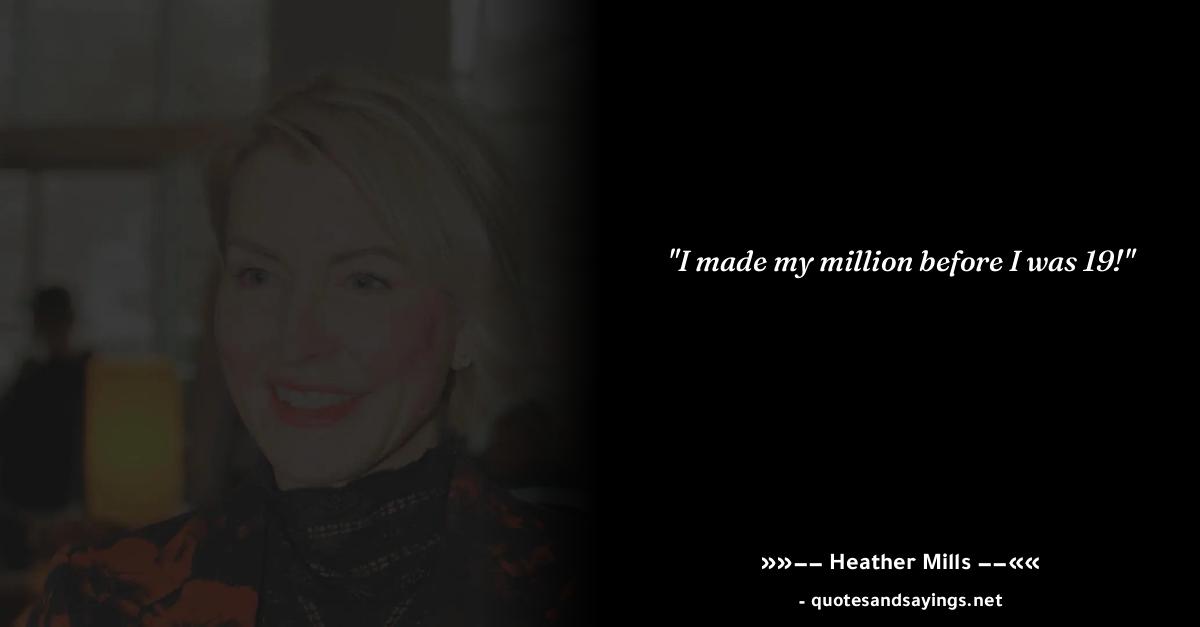 "I made my million before I was 19!"
»»−− Heather Mills −−««
- quotesandsayings.net